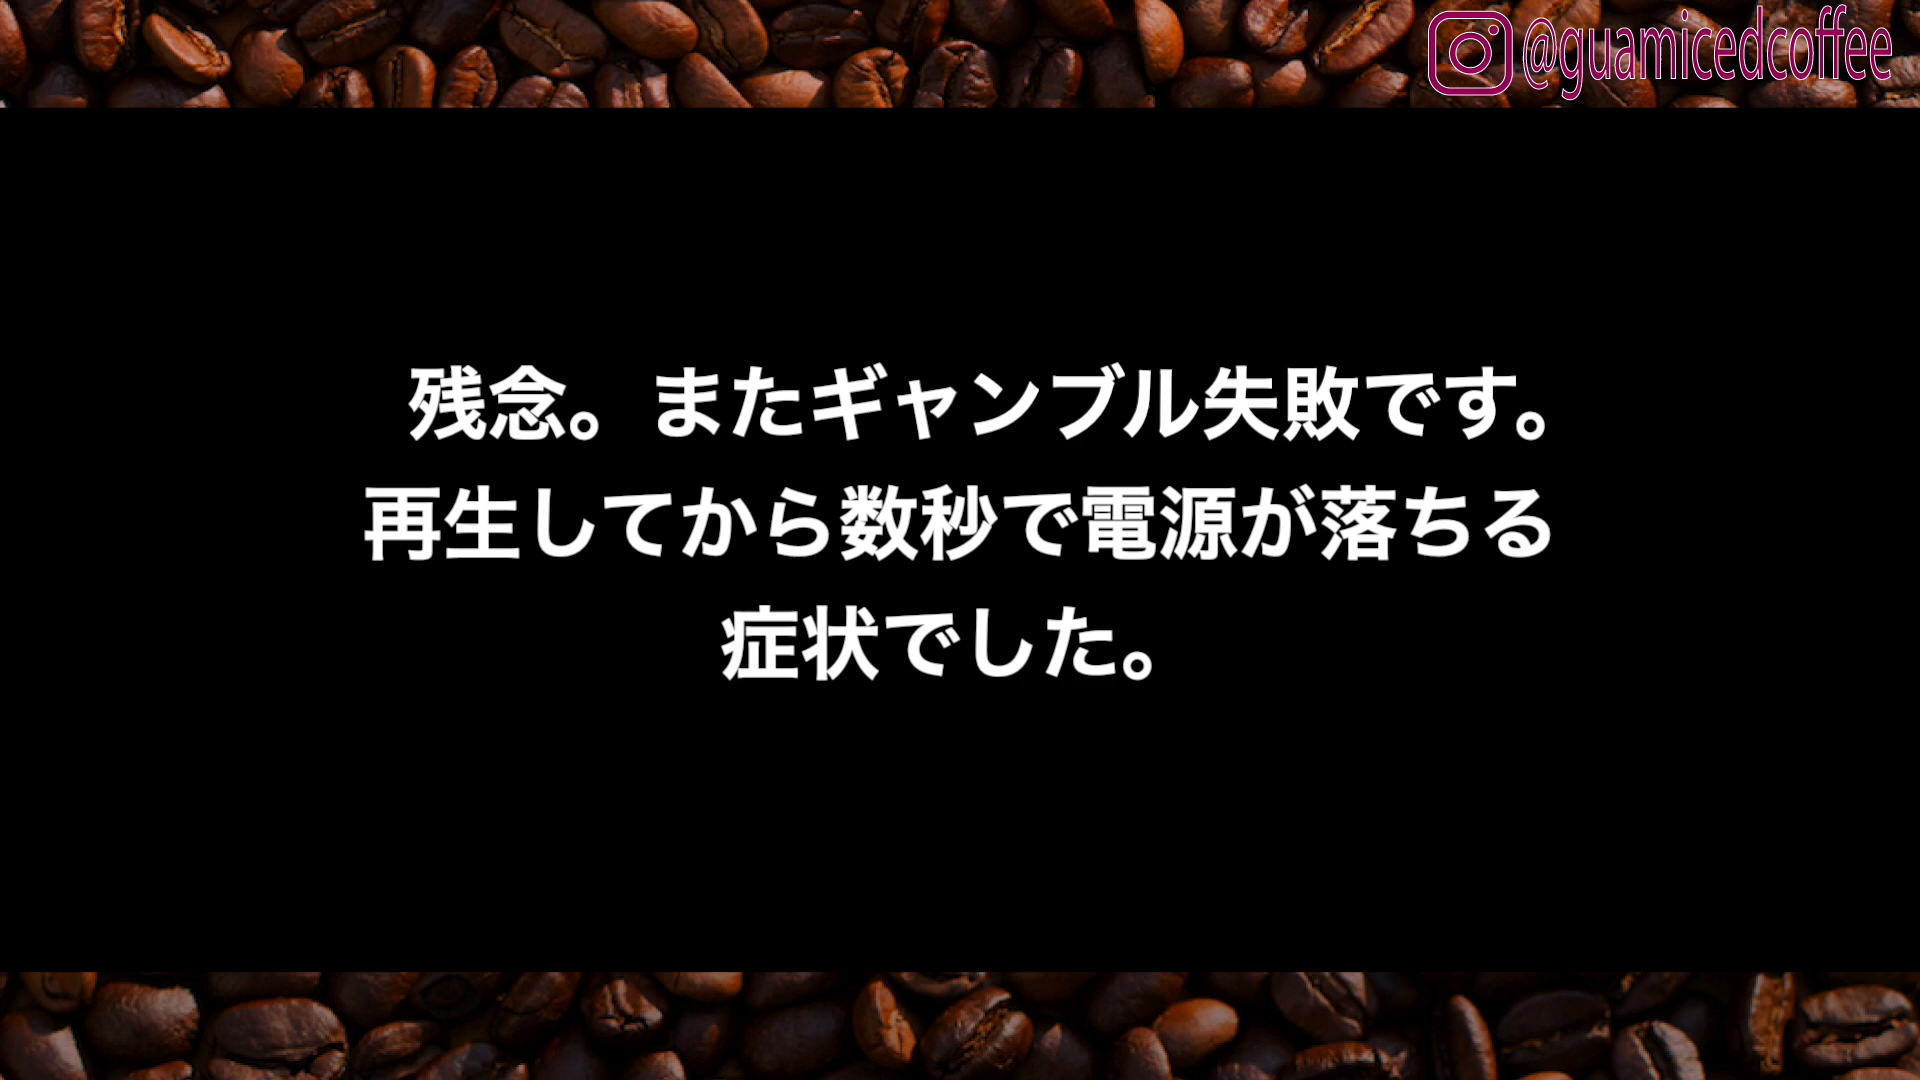 @guamicedcoffee
残念。またギャンブル失敗です。
再生してから数秒で電源が落ちる
症状でした。